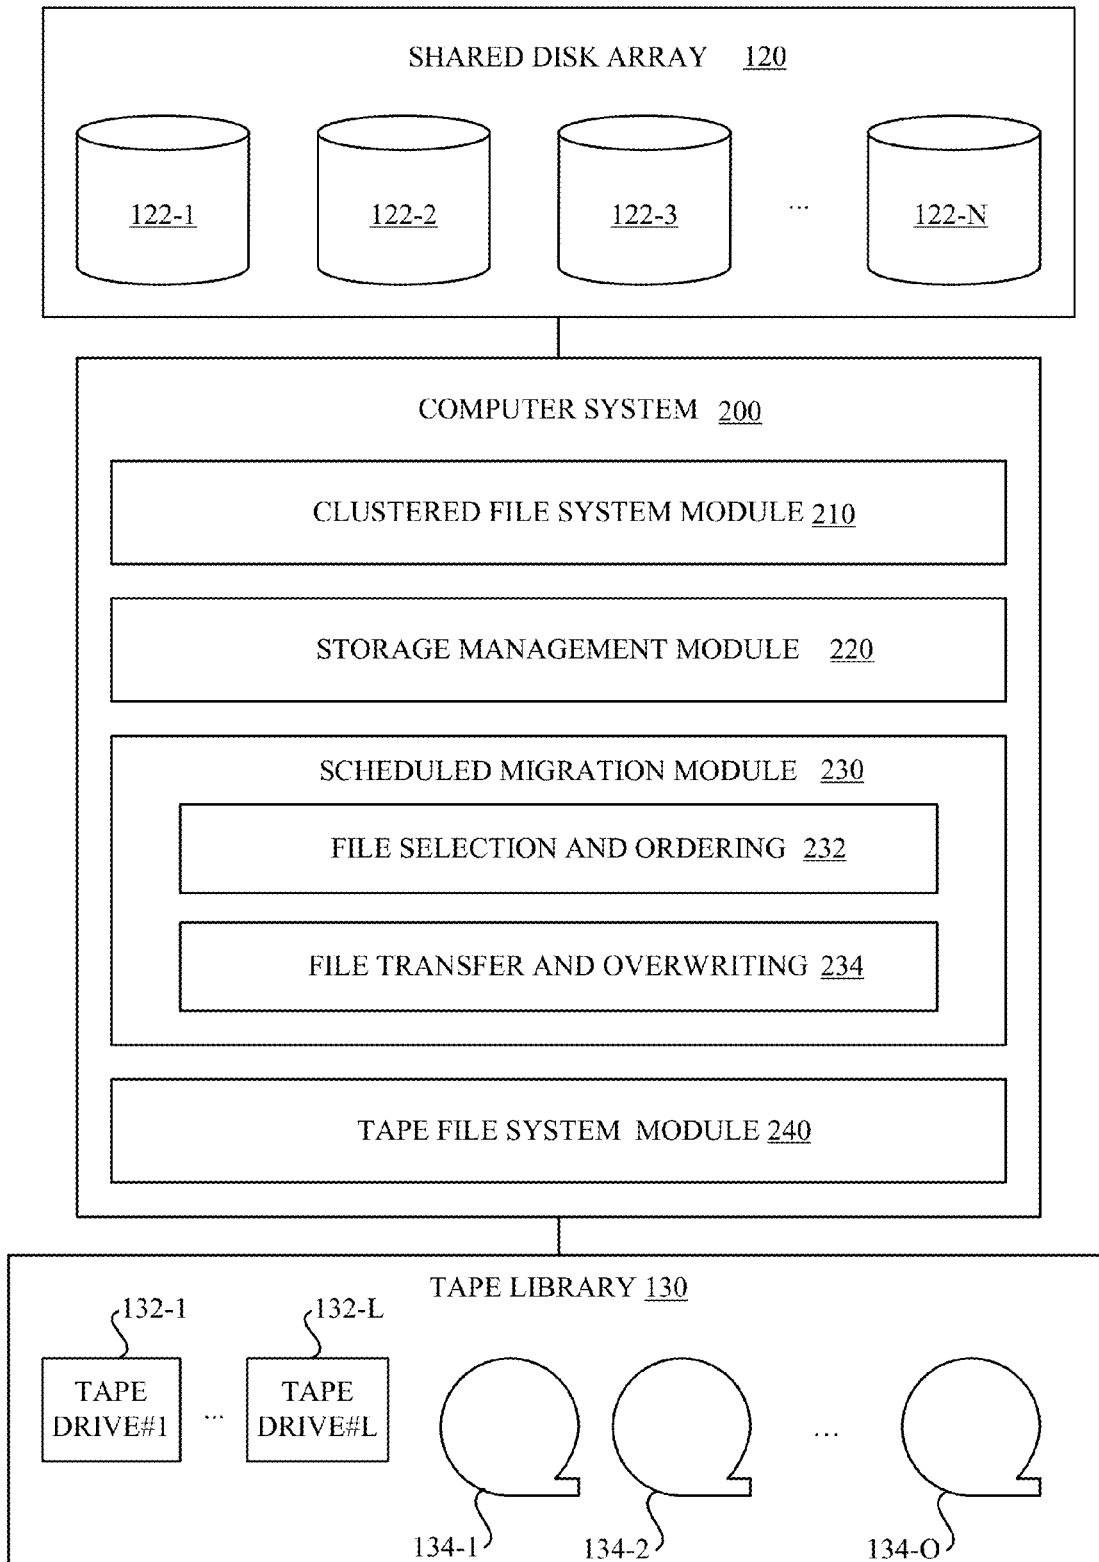 SHARED DISK ARRAY 120
122-1 122-2 122-3 ... 122-N
COMPUTER SYSTEM 200
CLUSTERED FILE SYSTEM MODULE 210
STORAGE MANAGEMENT MODULE 220
SCHEDULED MIGRATION MODULE 230
FILE SELECTION AND ORDERING 232
FILE TRANSFER AND OVERWRITING 234
TAPE FILE SYSTEM MODULE 240
TAPE LIBRARY 130
132-1 132-L
TAPE DRIVE#1 ... TAPE DRIVE#L ...
134-1 134-2 134-O